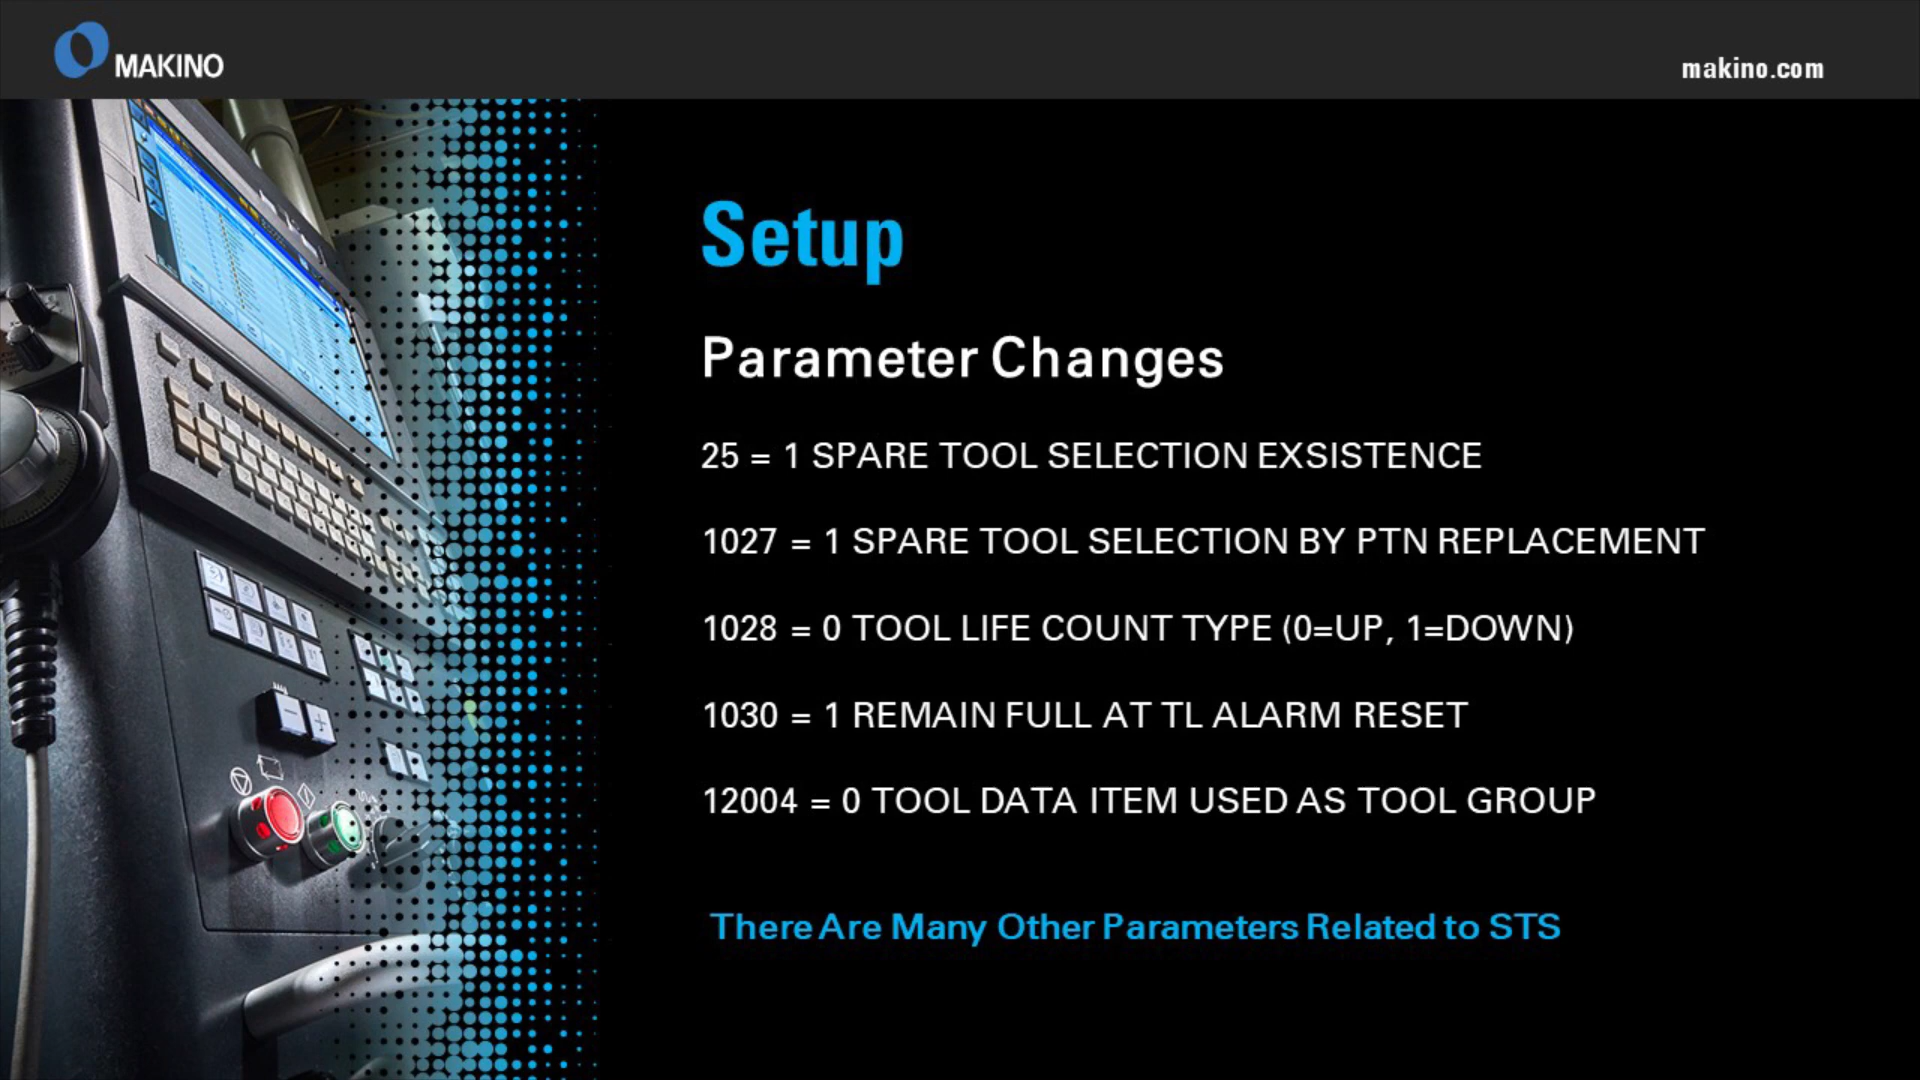 MAKINO
makino.com
Setup
Parameter Changes
25 = 1 SPARE TOOL SELECTION EXSISTENCE
1027 = 1 SPARE TOOL SELECTION BY PTN REPLACEMENT
1028 = 0 TOOL LIFE COUNT TYPE (0=UP, 1=DOWN)
1030 = 1 REMAIN FULL AT TL ALARM RESET
12004 = 0 TOOL DATA ITEM USED AS TOOL GROUP
There Are Many Other Parameters Related to STS